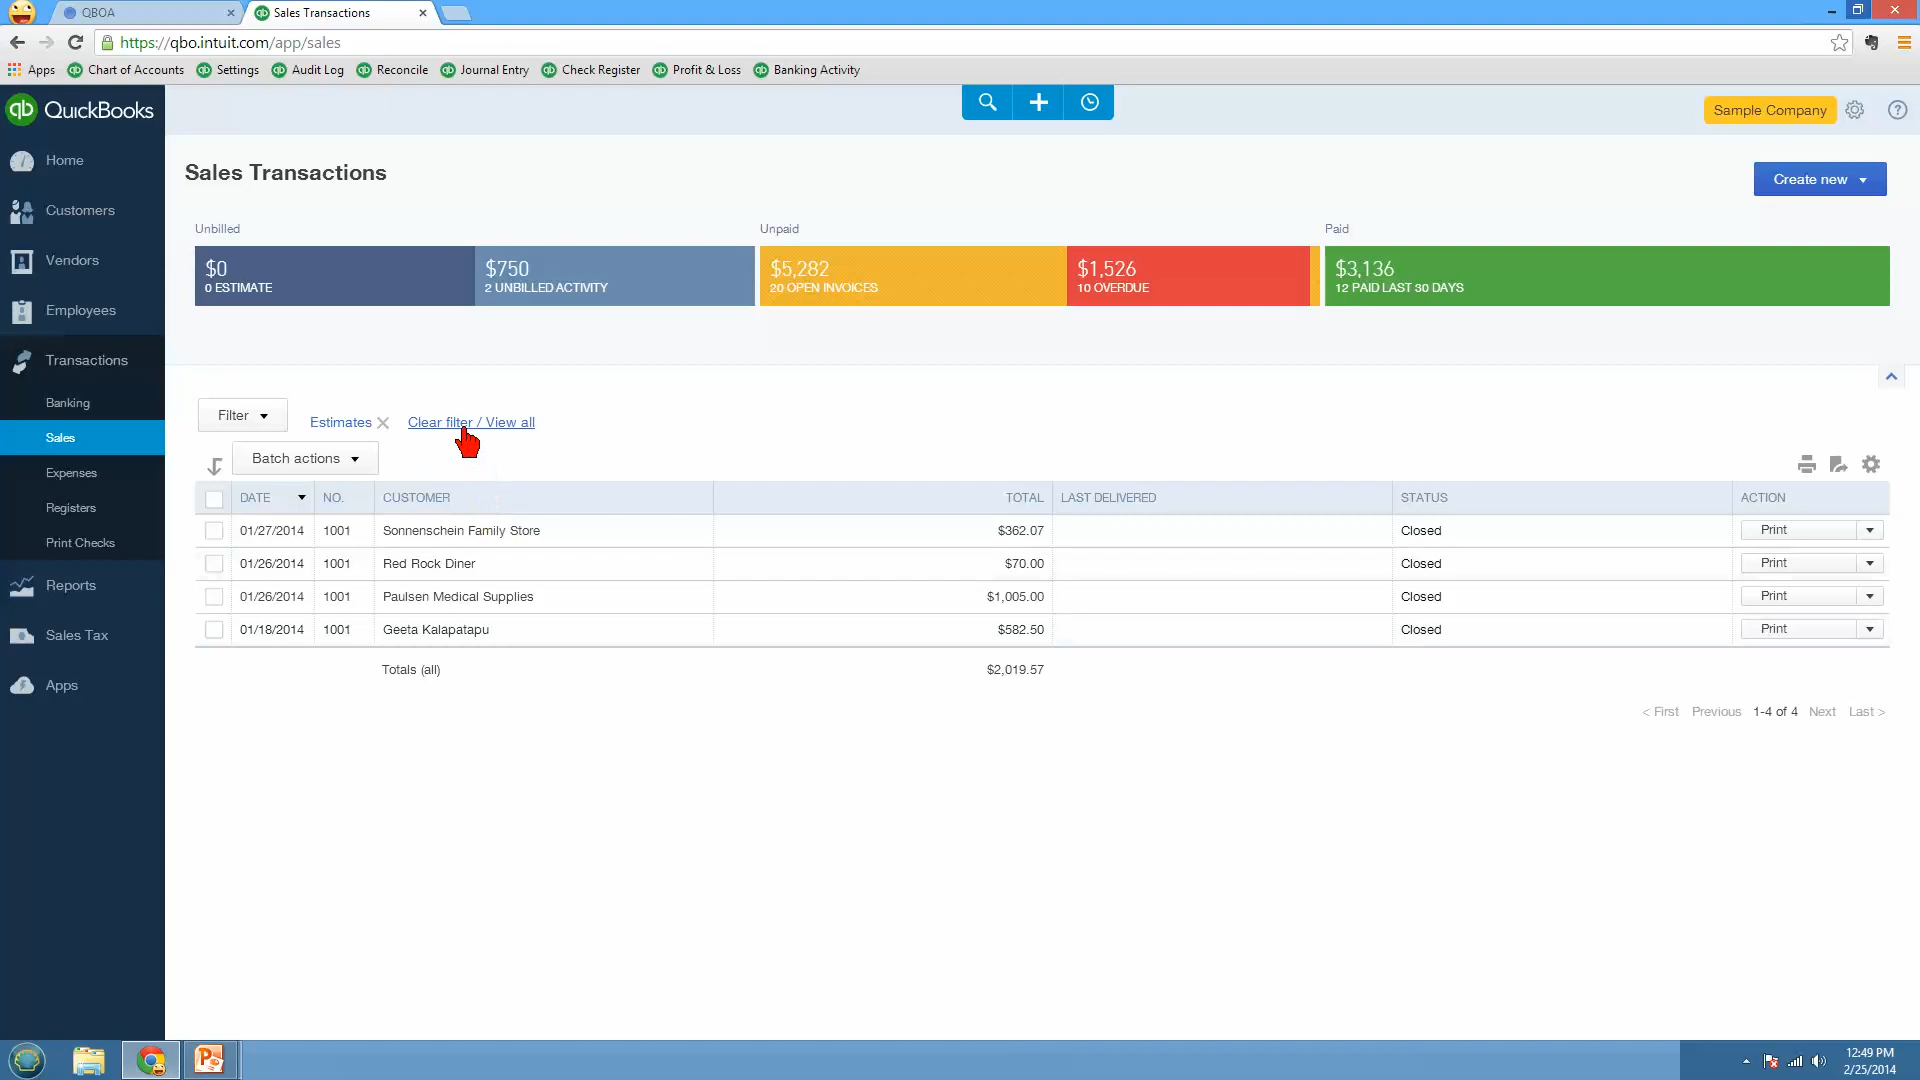 QBOA
Sales Transactions
https://qbo.intuit.com/app/sales
Apps Chart of Accounts Settings Audit Log Reconcile Journal Entry Check Register Profit & Loss Banking Activity
qb QuickBooks
Sample Company
Home
Customers
Vendors
Employees
Transactions
Banking
Sales
Expenses
Registers
Print Checks
Reports
Sales Tax
Apps
Sales Transactions
Create new
Unbilled Unpaid Paid
$0 $750 $5,282 $1,526 $3,136
0 ESTIMATE 2 UNBILLED ACTIVITY 20 OPEN INVOICES 10 OVERDUE 12 PAID LAST 30 DAYS
Filter Estimates Clear filter / View all
Batch actions
DATE NO. CUSTOMER TOTAL LAST DELIVERED STATUS ACTION
01/27/2014 1001 Sonnenschein Family Store $362.07 Closed Print
01/26/2014 1001 Red Rock Diner $70.00 Closed Print
01/26/2014 1001 Paulsen Medical Supplies $1,005.00 Closed Print
01/18/2014 1001 Geeta Kalapatapu $582.50 Closed Print
Totals (all) $2,019.57
< First Previous 1-4 of 4 Next Last >
12:49 PM
2/25/2014